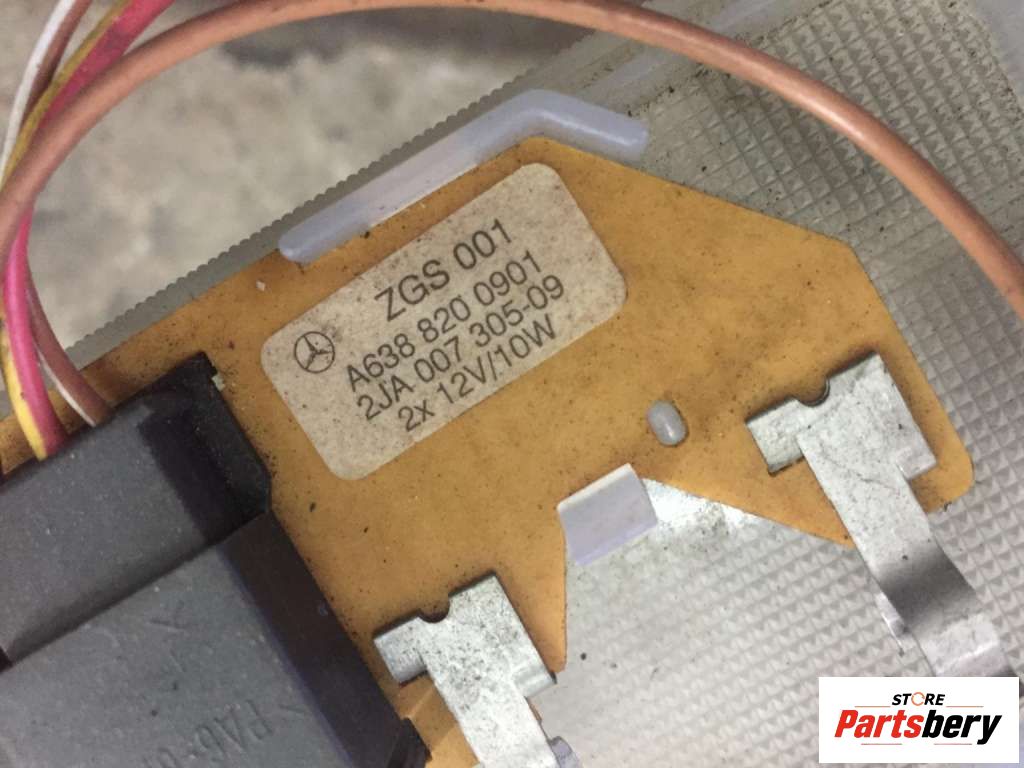 ZGS 001
A638 820 0901
2JA 007 305-09
2x 12V/10W
STORE
Partsbery